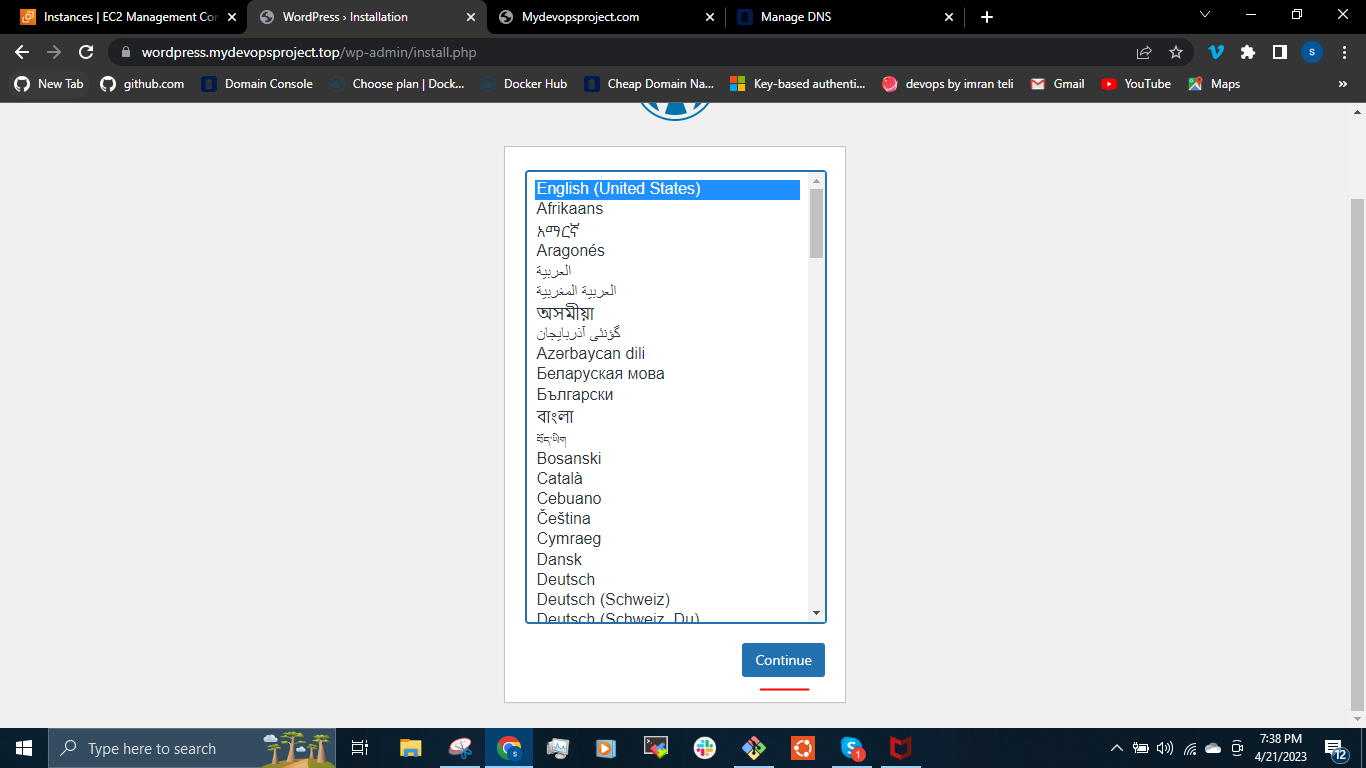 Instances | EC2 Management Con
WordPress › Installation
Mydevopsproject.com
Manage DNS
wordpress.mydevopsproject.top/wp-admin/install.php
S
New Tab
github.com
Domain Console
Choose plan | Dock...
Docker Hub
Cheap Domain Na...
Key-based authenti...
devops by imran teli
Gmail
YouTube
Maps
»
English (United States)
Afrikaans
አማርኛ
Aragonés
العربية
العربية المغربية
অসমীয়া
گؤنئی آذربایجان
Azərbaycan dili
Беларуская мова
Български
বাংলা
བོད་ཡིག
Bosanski
Català
Cebuano
Čeština
Cymraeg
Dansk
Deutsch
Deutsch (Schweiz)
Deutsch (Schweiz, Du)
Continue
Type here to search
S
1
7:38 PM
4/21/2023
12